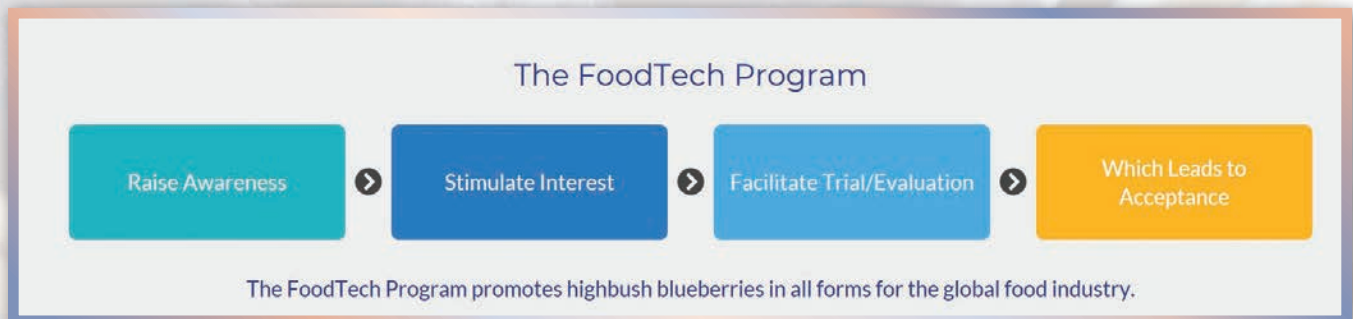 The FoodTech Program
Raise Awareness
Stimulate Interest
Facilitate Trial/Evaluation
Which Leads to
Acceptance
The FoodTech Program promotes highbush blueberries in all forms for the global food industry.